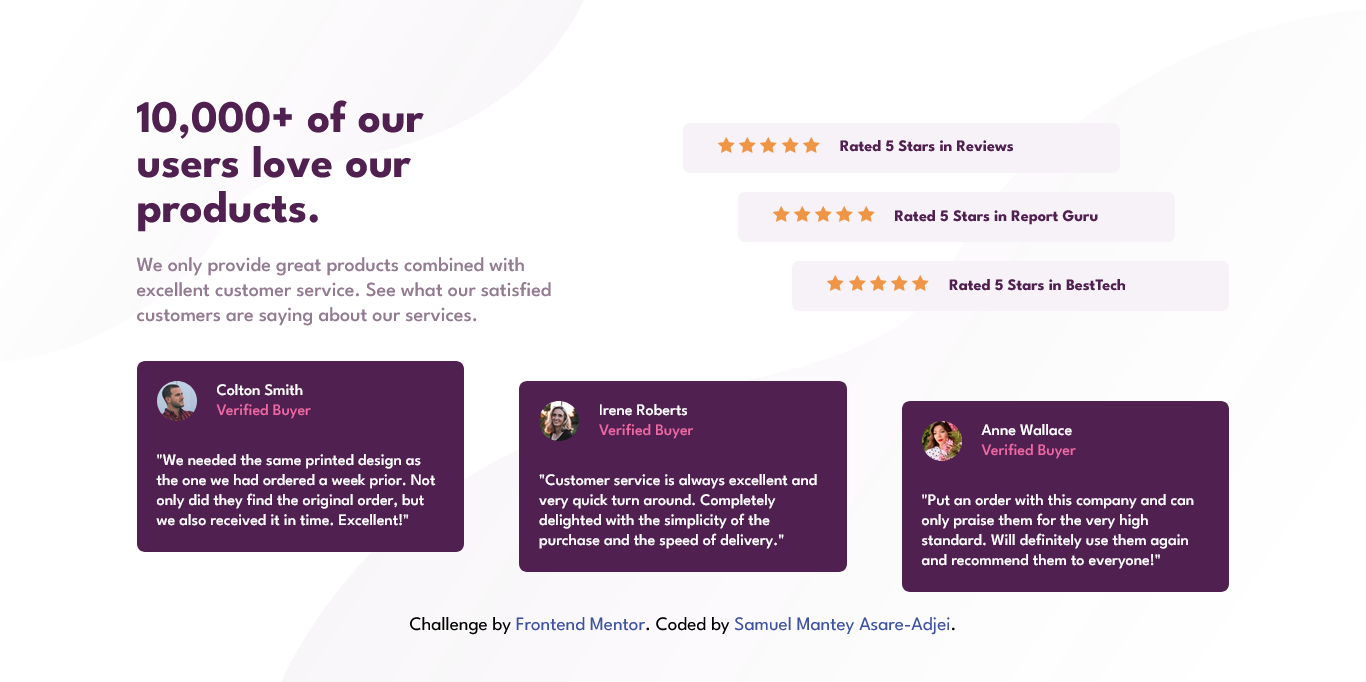 10,000+ of our
users love our
products.
We only provide great products combined with
excellent customer service. See what our satisfied
customers are saying about our services.
Rated 5 Stars in Reviews
Rated 5 Stars in Report Guru
Rated 5 Stars in BestTech
Colton Smith
Verified Buyer
"We needed the same printed design as
the one we had ordered a week prior. Not
only did they find the original order, but
we also received it in time. Excellent!"
Irene Roberts
Verified Buyer
"Customer service is always excellent and
very quick turn around. Completely
delighted with the simplicity of the
purchase and the speed of delivery."
Anne Wallace
Verified Buyer
"Put an order with this company and can
only praise them for the very high
standard. Will definitely use them again
and recommend them to everyone!"
Challenge by Frontend Mentor. Coded by Samuel Mantey Asare-Adjei.